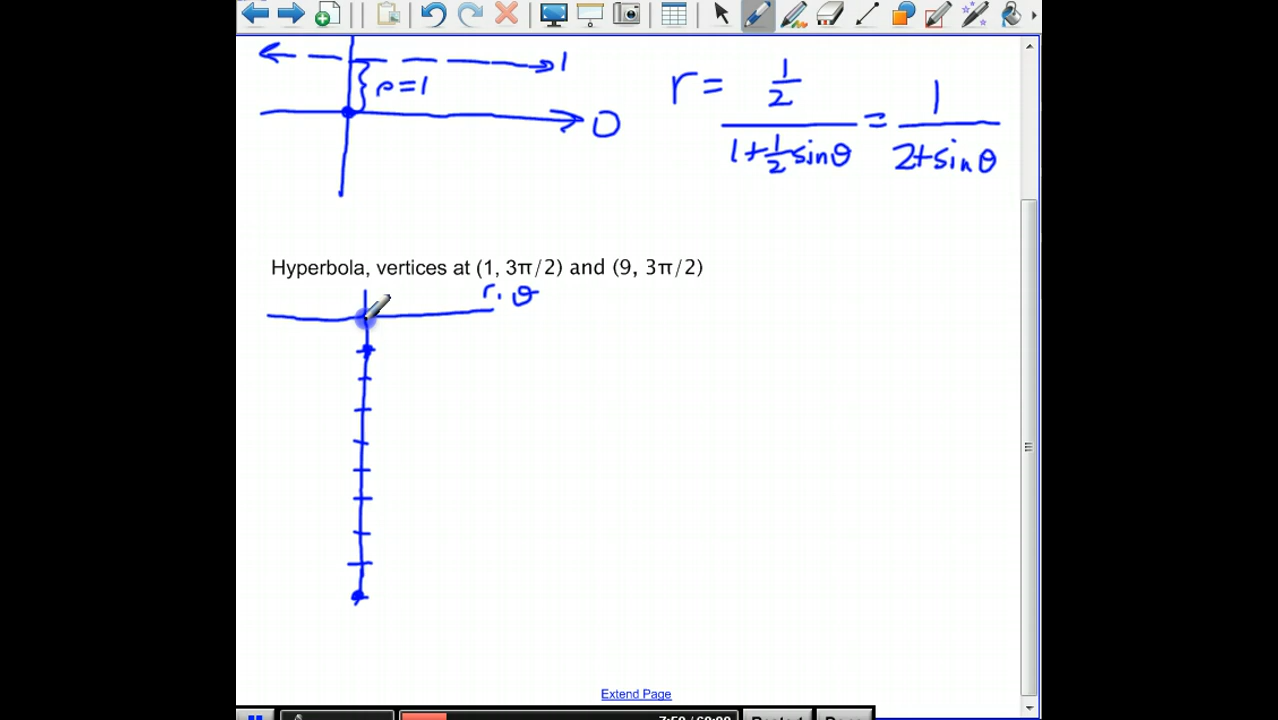 1
ρ=1
0
r = 1/2 / 1+1/2 sinθ = 1 / 2+sinθ
Hyperbola, vertices at (1, 3π/2) and (9, 3π/2)
r, θ
Extend Page